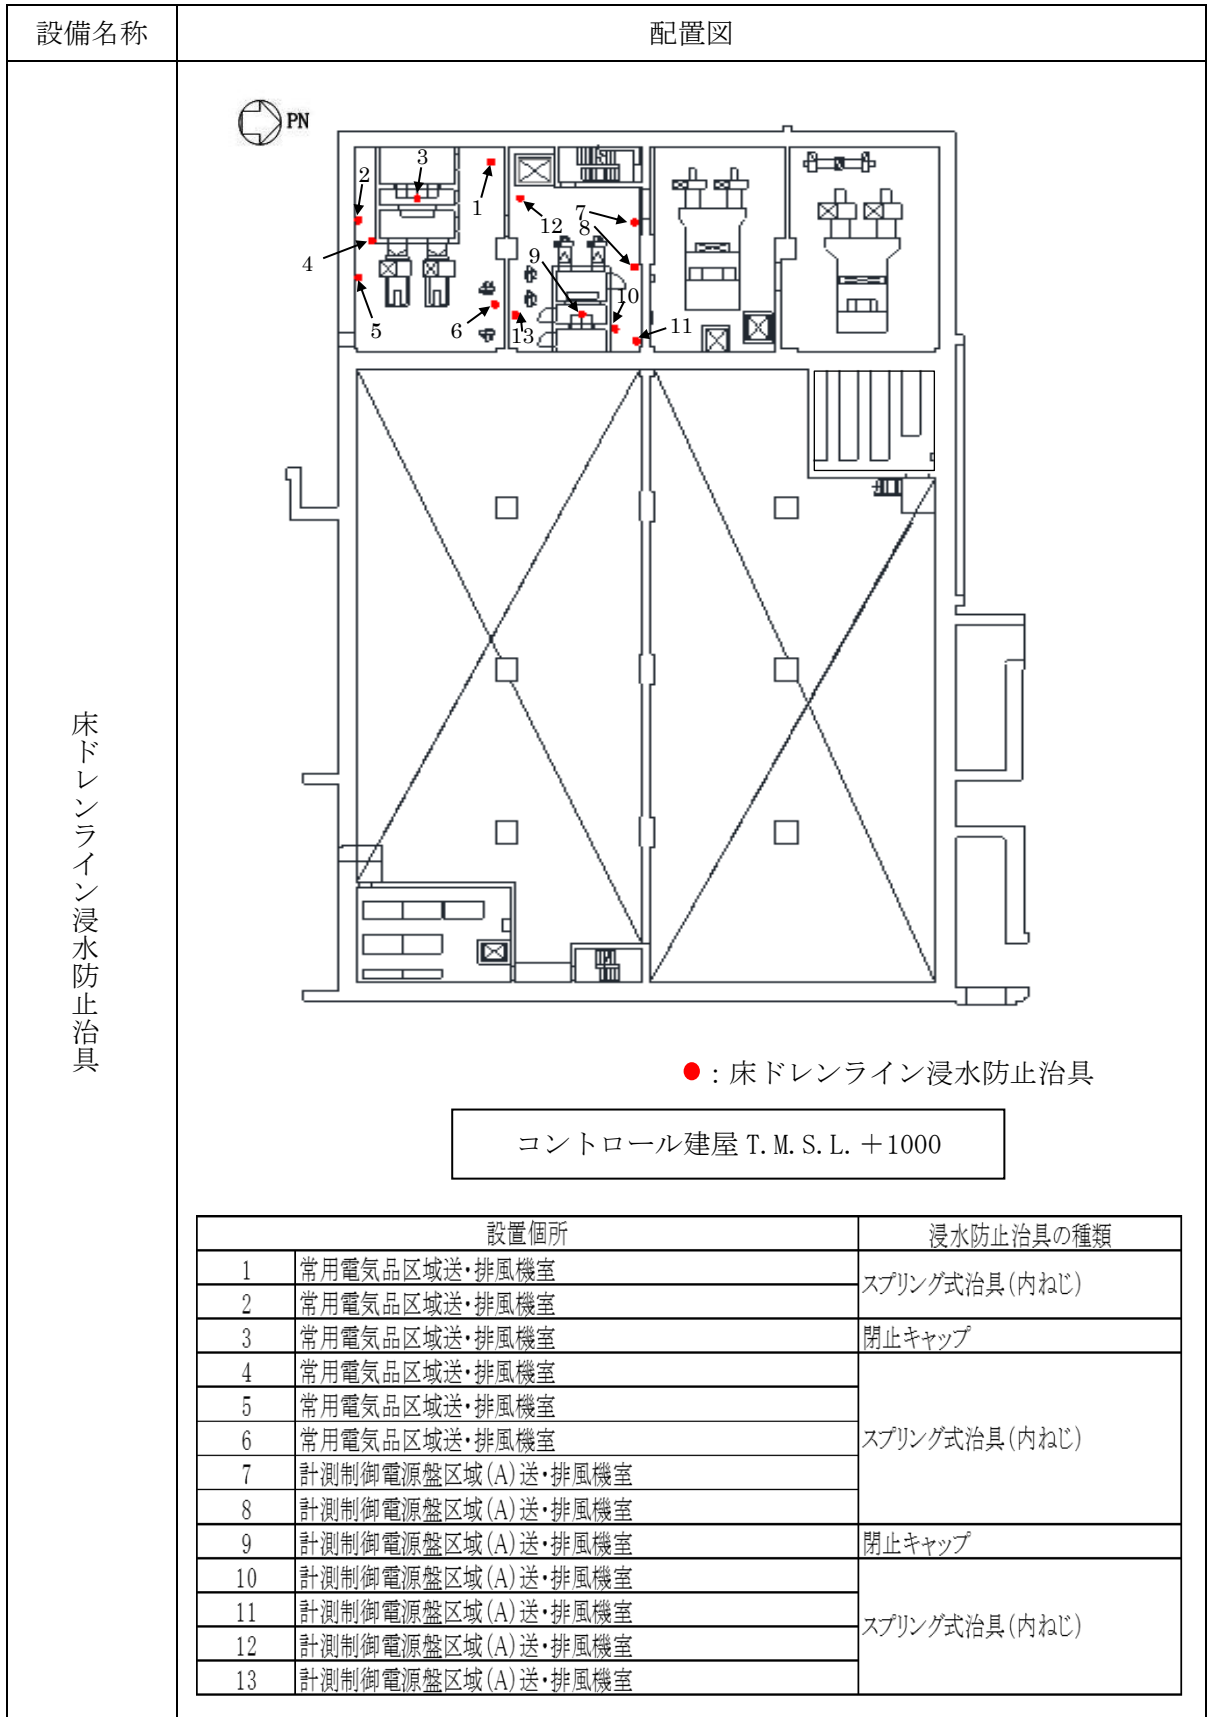 設備名称
配置図
床ドレンライン浸水防止治具
PN
3
2
1
12
7
8
4
9
10
5
6
13
11
●：床ドレンライン浸水防止治具
コントロール建屋 T.M.S.L.＋1000
設置個所 浸水防止治具の種類
1 常用電気品区域送・排風機室 スプリング式治具(内ねじ)
2 常用電気品区域送・排風機室
3 常用電気品区域送・排風機室 閉止キャップ
4 常用電気品区域送・排風機室
5 常用電気品区域送・排風機室
6 常用電気品区域送・排風機室 スプリング式治具(内ねじ)
7 計測制御電源盤区域(A)送・排風機室
8 計測制御電源盤区域(A)送・排風機室
9 計測制御電源盤区域(A)送・排風機室 閉止キャップ
10 計測制御電源盤区域(A)送・排風機室
11 計測制御電源盤区域(A)送・排風機室 スプリング式治具(内ねじ)
12 計測制御電源盤区域(A)送・排風機室
13 計測制御電源盤区域(A)送・排風機室